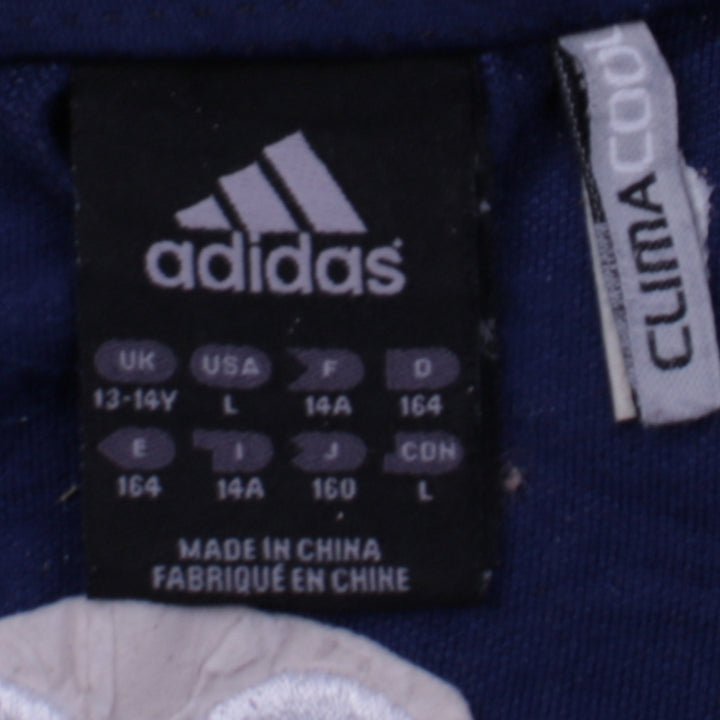 adidas
UK USA F D
13-14Y L 14A 164
E I J CDN
164 14A 160 L
MADE IN CHINA
FABRIQUÉ EN CHINE
CLIMACOOL